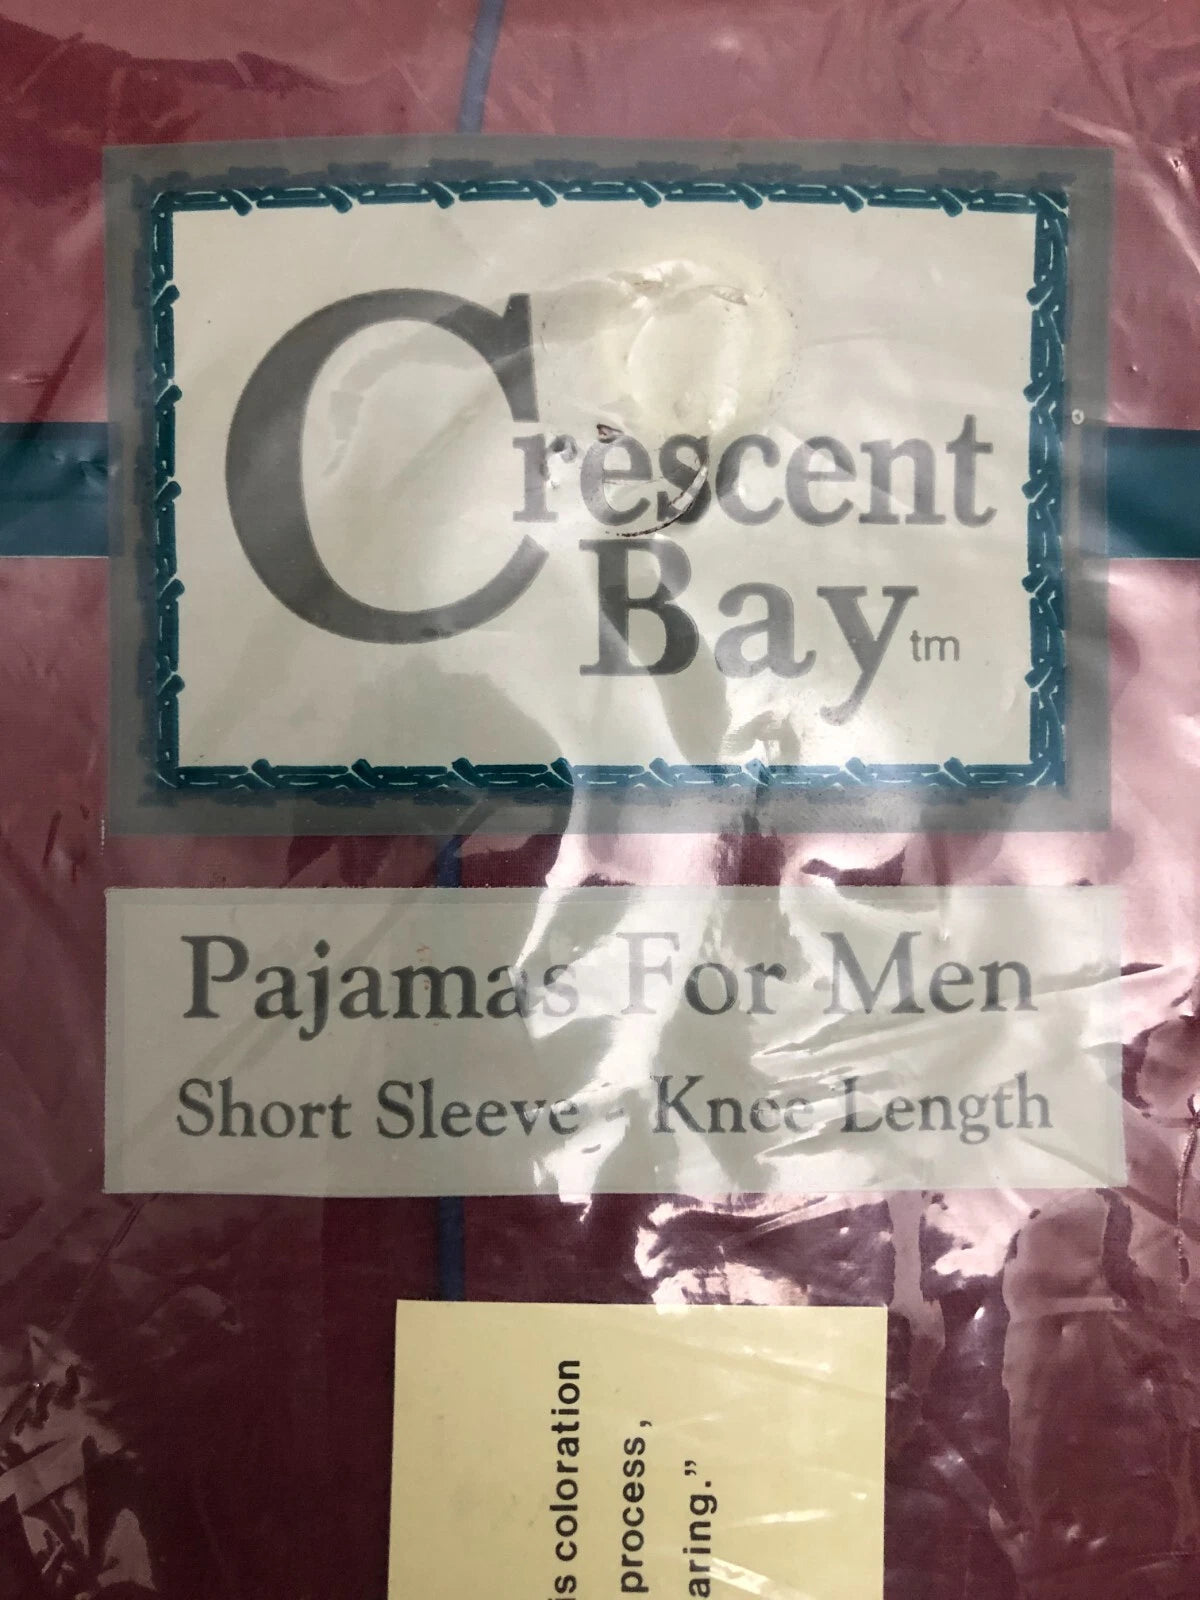 Crescent
Bay tm
Pajamas For Men
Short Sleeve - Knee Length
is coloration
process,
aring.”